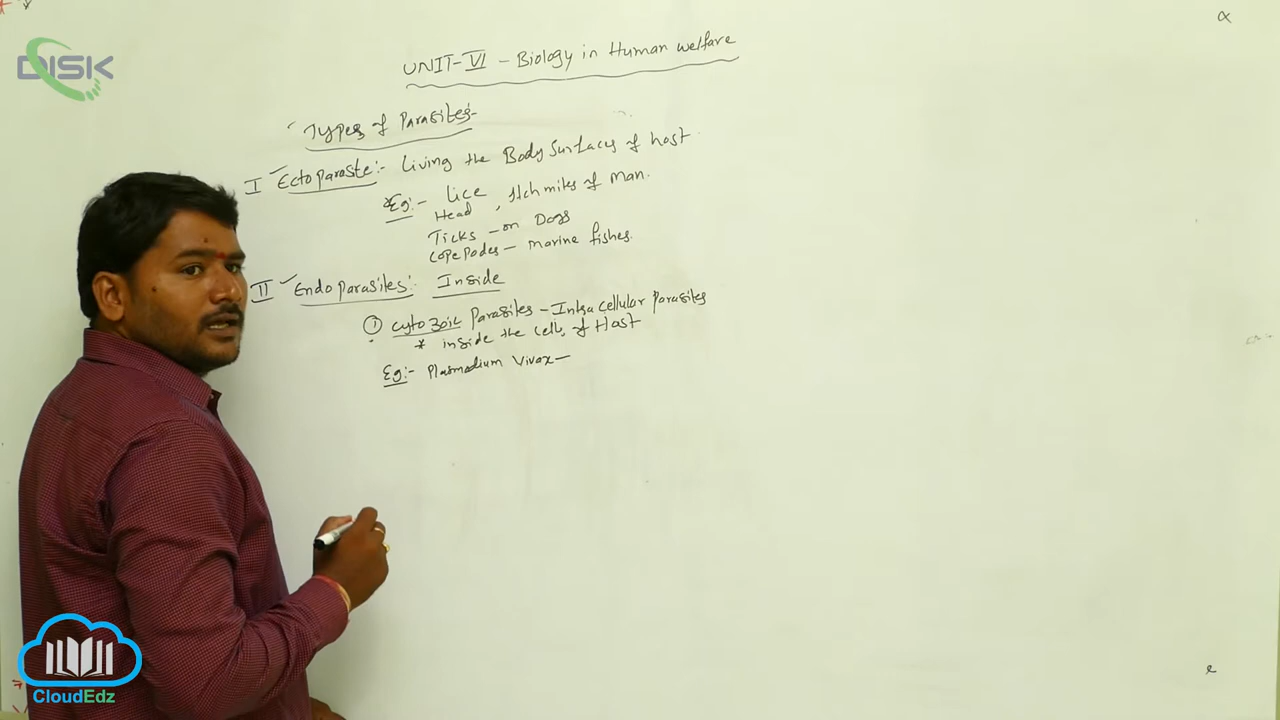 DISK
UNIT-VI - Biology in Human welfare
Types of Parasites:-
I Ectoparaste:- Living the Body Surfaces of host
*Eg:- Lice, Itch mites of Man.
Head
Ticks - on Dogs
Copepodes - marine fishes.
II Endoparasites:- Inside
① Cytozoic Parasites - Intracellular Parasites
* inside the cells of Host
Eg:- Plasmodium Vivax -
CloudEdz